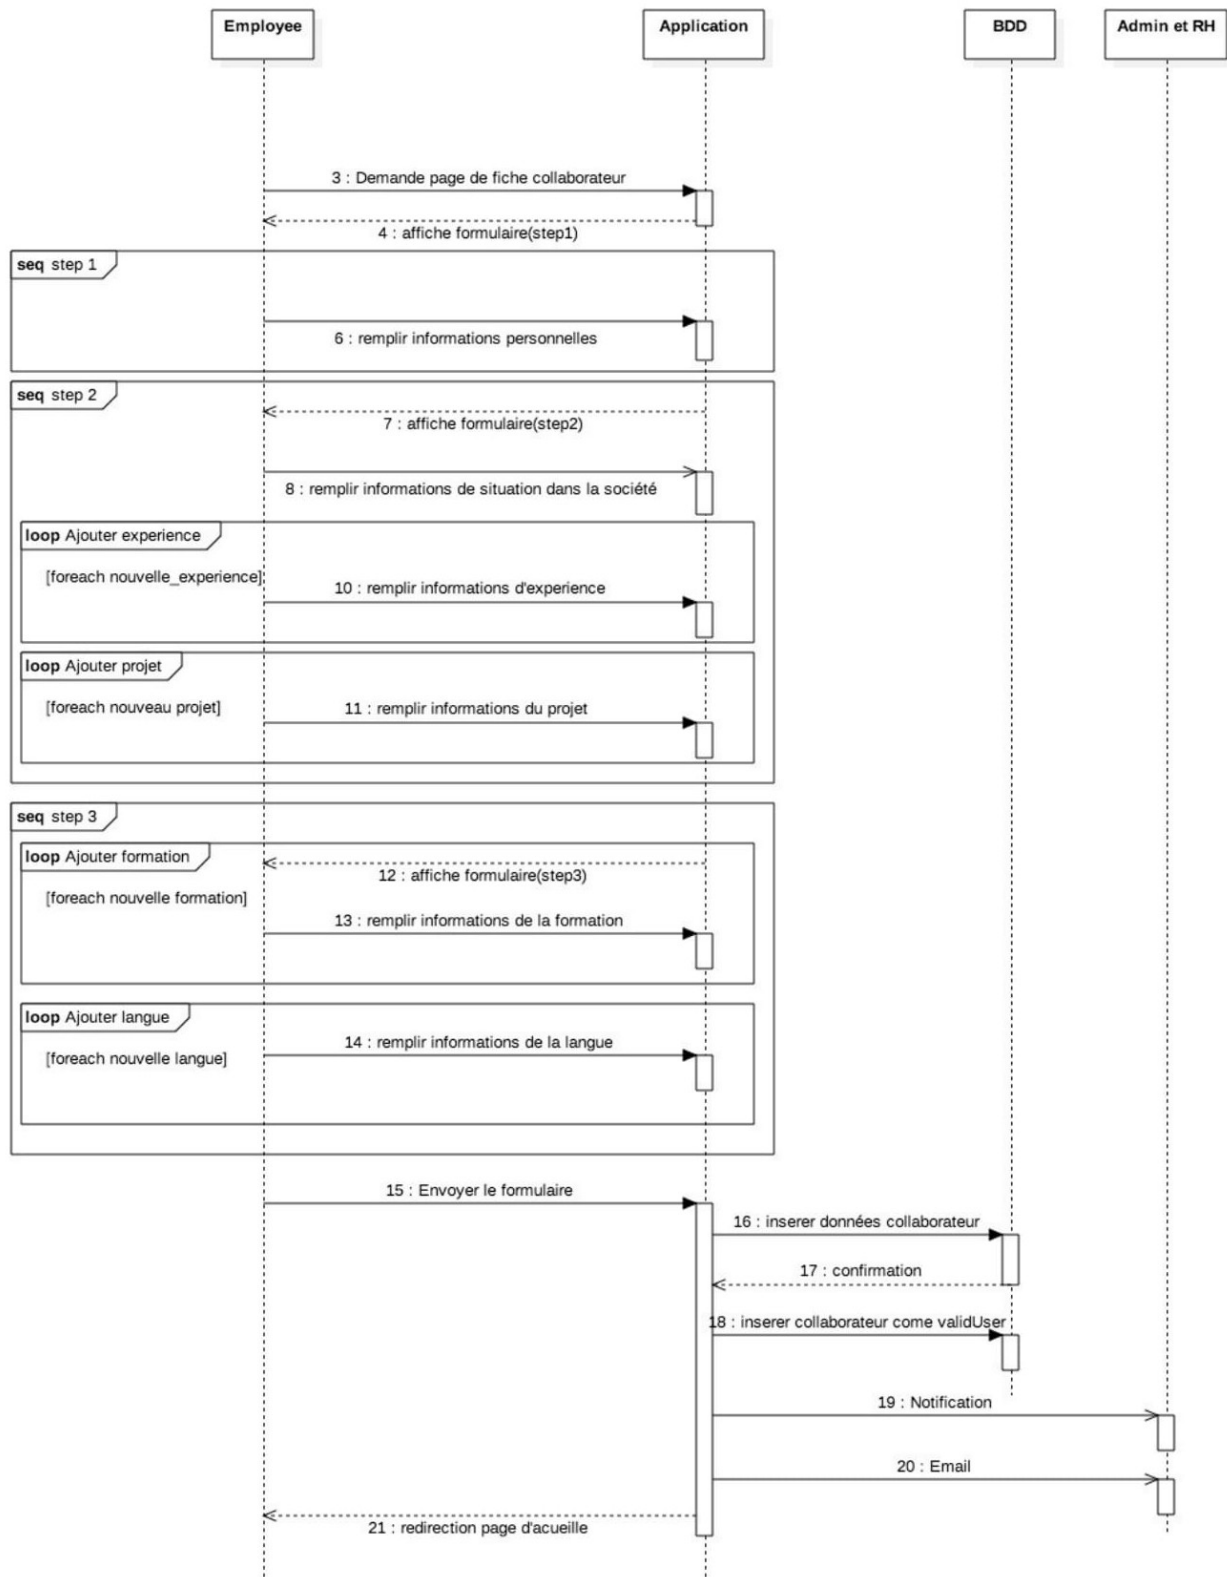 Employee
Application
BDD
Admin et RH
3 : Demande page de fiche collaborateur
4 : affiche formulaire(step1)
seq step 1
6 : remplir informations personnelles
seq step 2
7 : affiche formulaire(step2)
8 : remplir informations de situation dans la société
loop Ajouter experience
[foreach nouvelle_experience]
10 : remplir informations d'experience
loop Ajouter projet
[foreach nouveau projet]
11 : remplir informations du projet
seq step 3
loop Ajouter formation
12 : affiche formulaire(step3)
[foreach nouvelle formation]
13 : remplir informations de la formation
loop Ajouter langue
14 : remplir informations de la langue
[foreach nouvelle langue]
15 : Envoyer le formulaire
16 : inserer données collaborateur
17 : confirmation
18 : inserer collaborateur come validUser
19 : Notification
20 : Email
21 : redirection page d'acueille